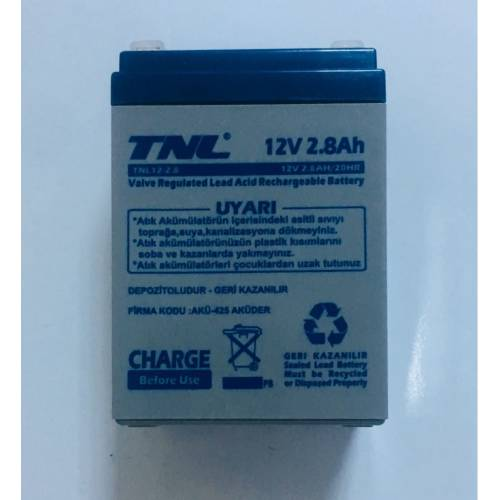 TNL® 12V 2.8Ah
TNL12-2.8 12V 2.8AH/20HR
Valve Regulated Lead Acid Rechargeable Battery
UYARI
*Atık Akümülatörün içerisindeki asitli sıvıyı
toprağa,suya,kanalizasyona dökmeyiniz.
*Atık akümülatörünüzün plastik kısımlarını
soba ve kazanlarda yakmayınız.
*Atık akümülatörleri çocuklardan uzak tutunuz
DEPOZİTOLUDUR - GERİ KAZANILIR
FİRMA KODU :AKÜ-425 AKÜDER
CHARGE
Before Use
PB
GERİ KAZANILIR
Sealed Lead Battery
Must be Recycled
or Disposed Properly